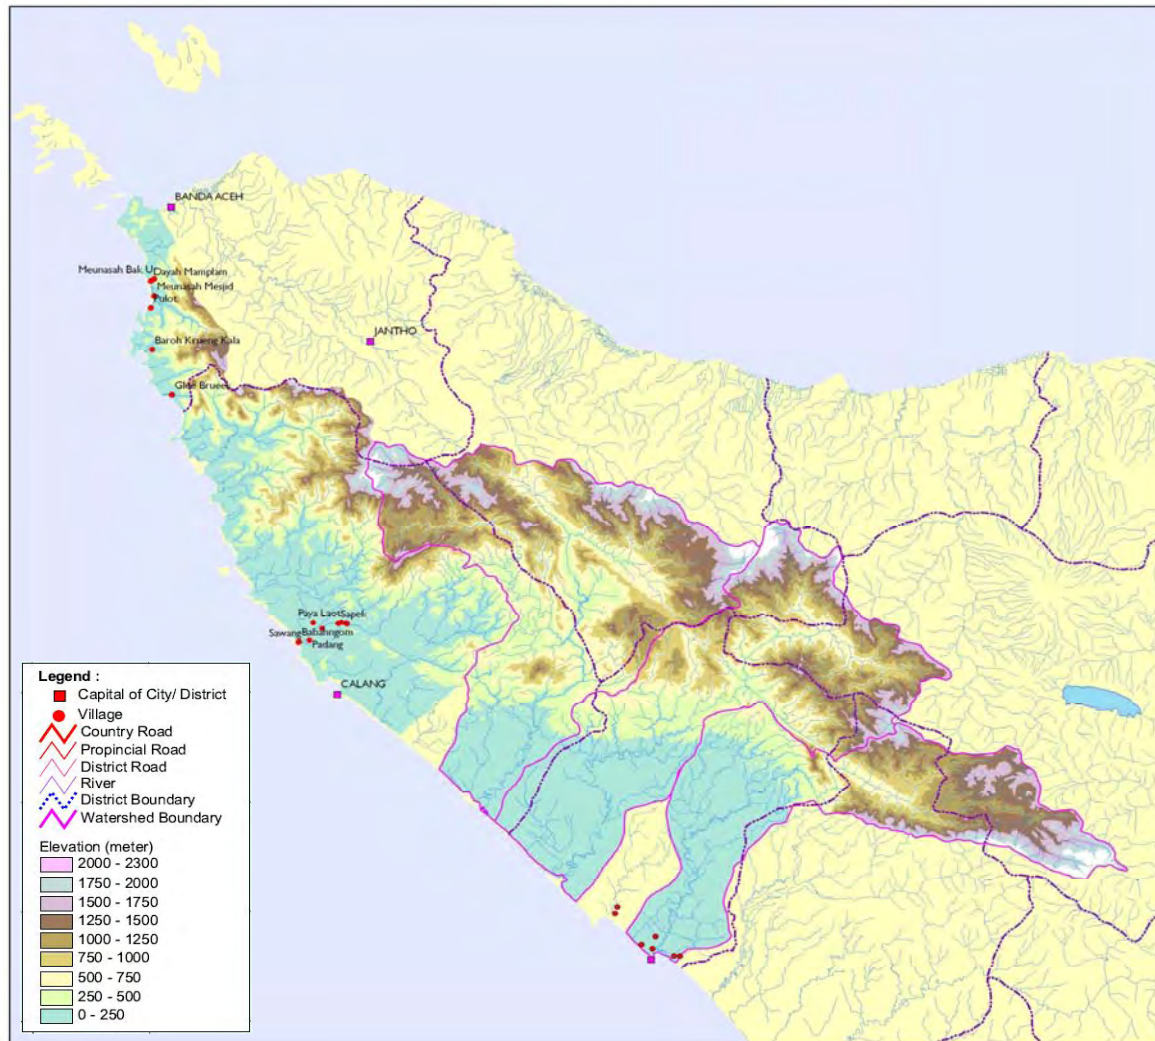 BANDA ACEH
Meunasah Bak U
Dayah Mamplam
Meunasah Mesjid
Pulot
JANTHO
Baroh Krueng Kala
Glee Brueek
Paya Laot
Sapek
Sawang
Babahngom
Padang
CALANG
Legend :
Capital of City/ District
Village
Country Road
Propincial Road
District Road
River
District Boundary
Watershed Boundary
Elevation (meter)
2000 - 2300
1750 - 2000
1500 - 1750
1250 - 1500
1000 - 1250
750 - 1000
500 - 750
250 - 500
0 - 250